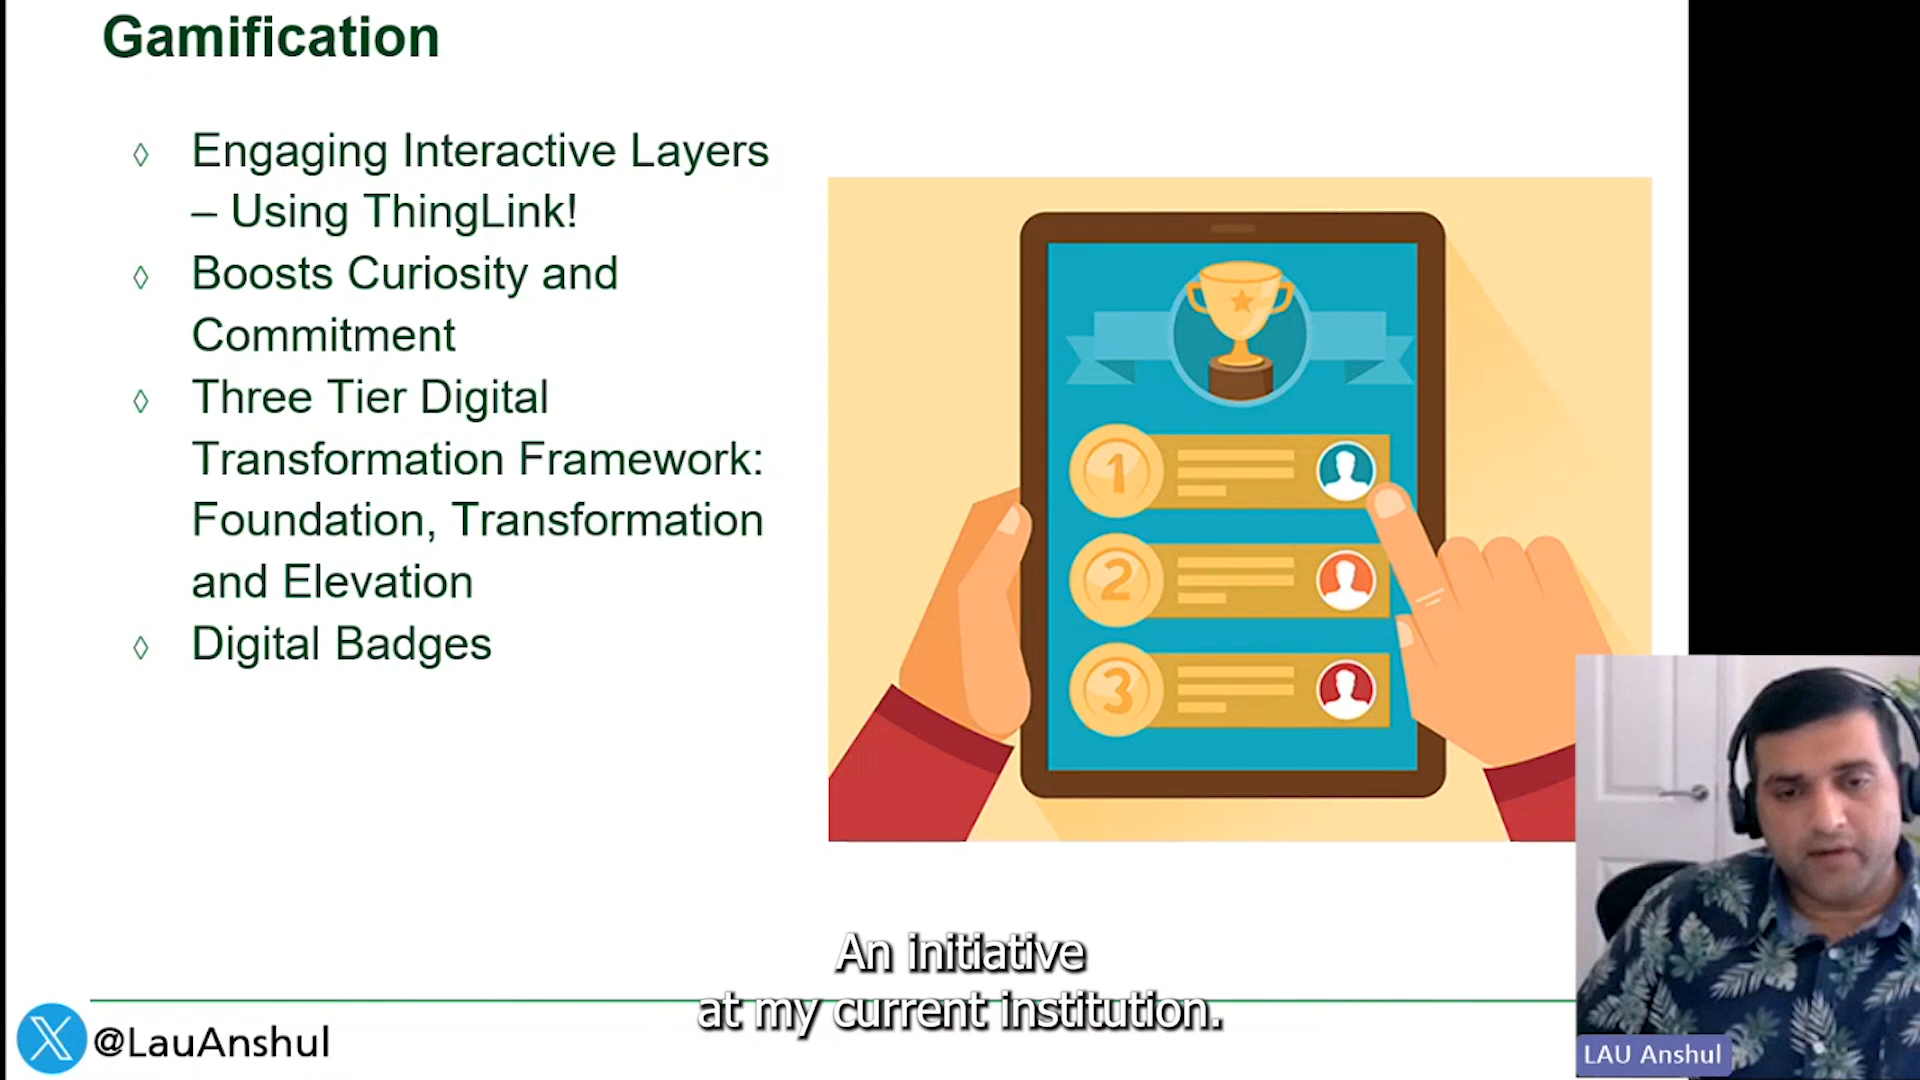 Gamification
◊ Engaging Interactive Layers
– Using ThingLink!
◊ Boosts Curiosity and
Commitment
◊ Three Tier Digital
Transformation Framework:
Foundation, Transformation
and Elevation
◊ Digital Badges
1
2
3
An initiative
at my current institution.
@LauAnshul
LAU Anshul